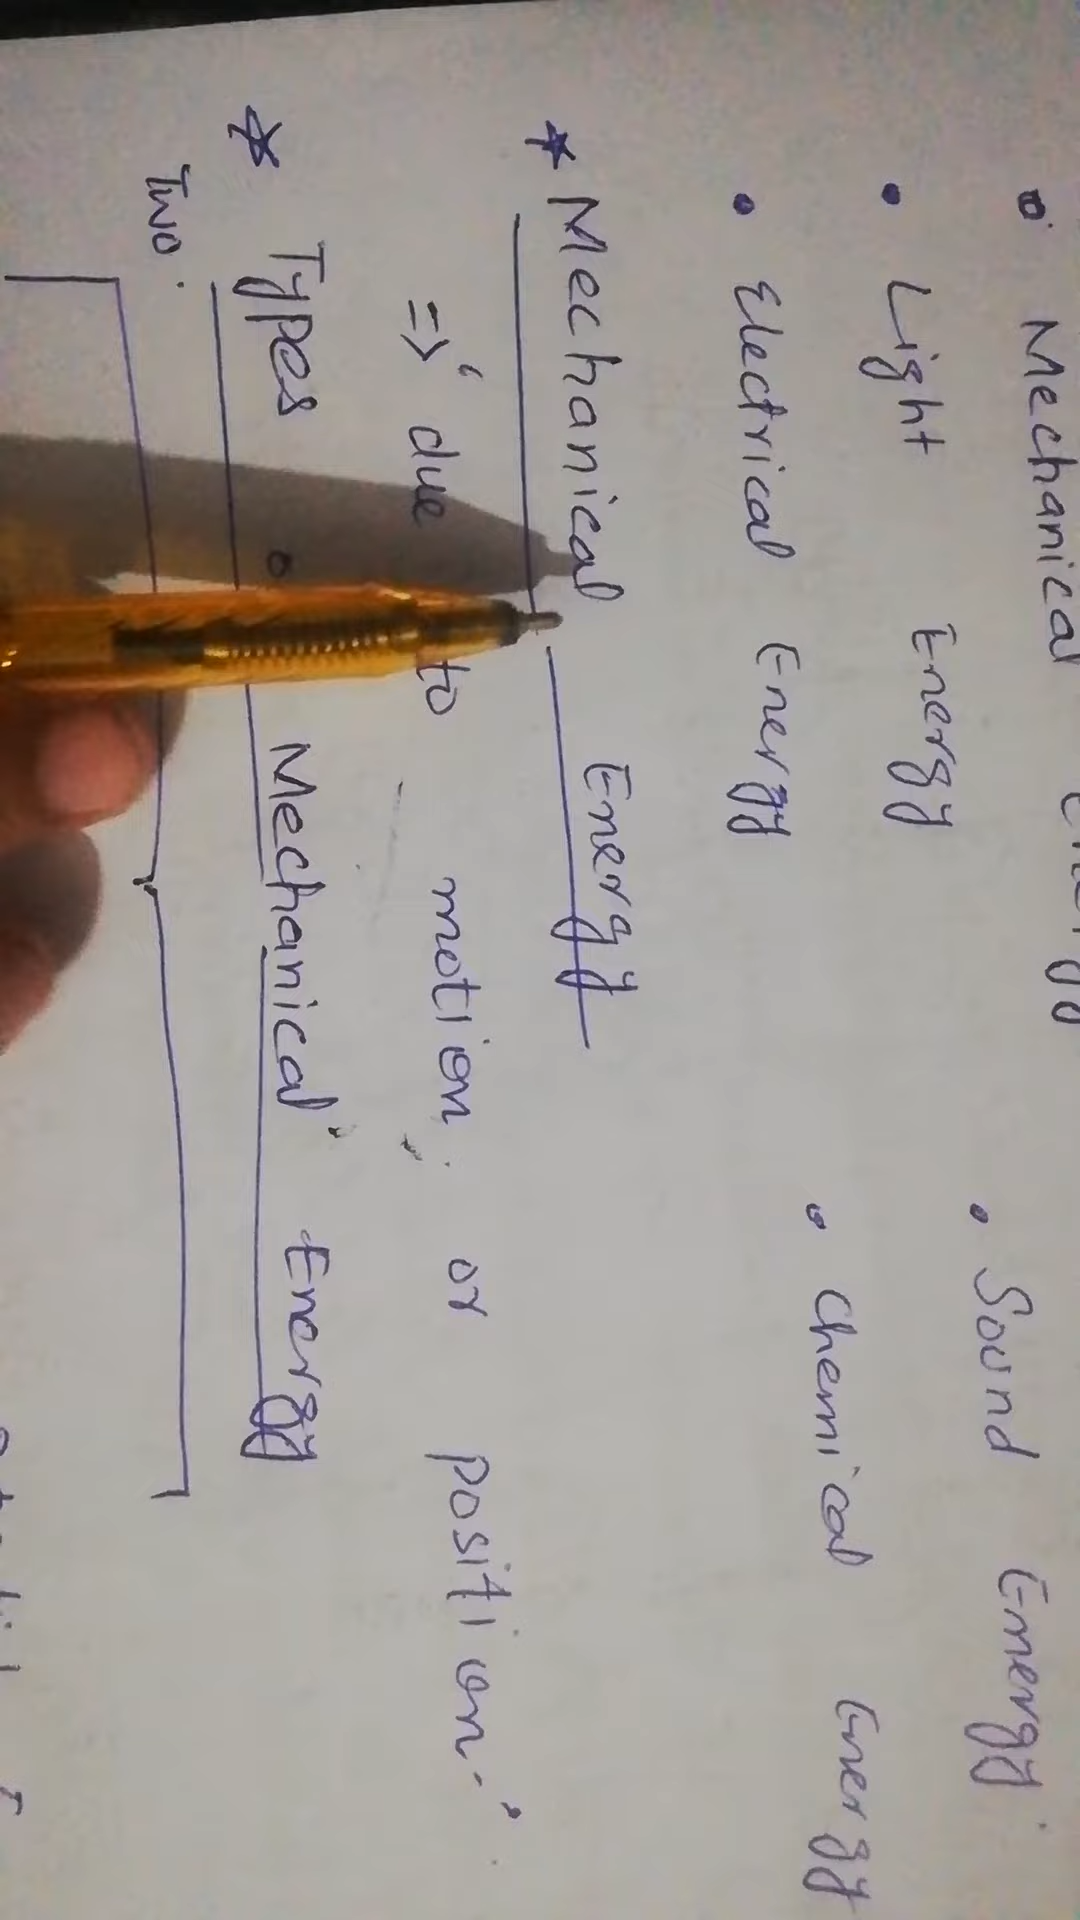 • Mechanical Energy
• Light Energy • Sound Energy
• Electrical Energy • Chemical Energy
* Mechanical Energy
=> ‘due to motion or position.’
* Types of Mechanical Energy
Two